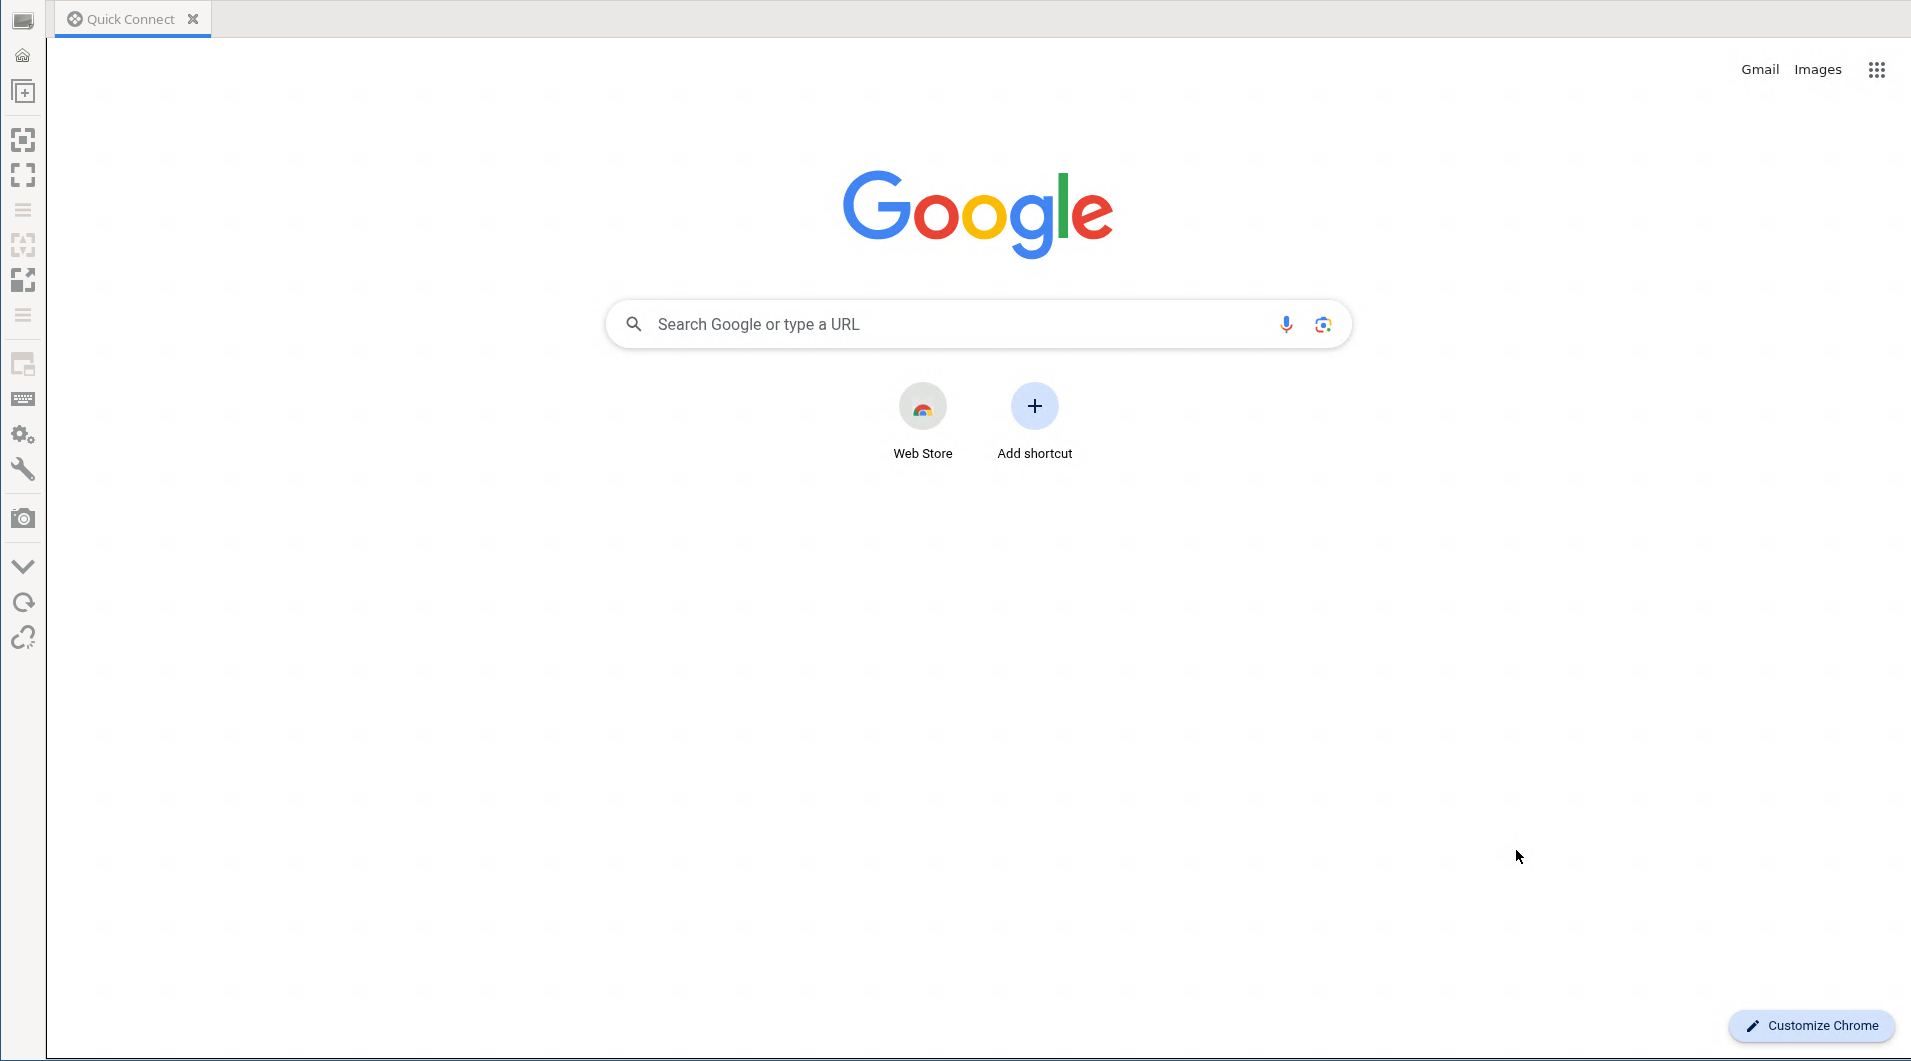 Quick Connect
Gmail Images
Google
Search Google or type a URL
Web Store Add shortcut
Customize Chrome